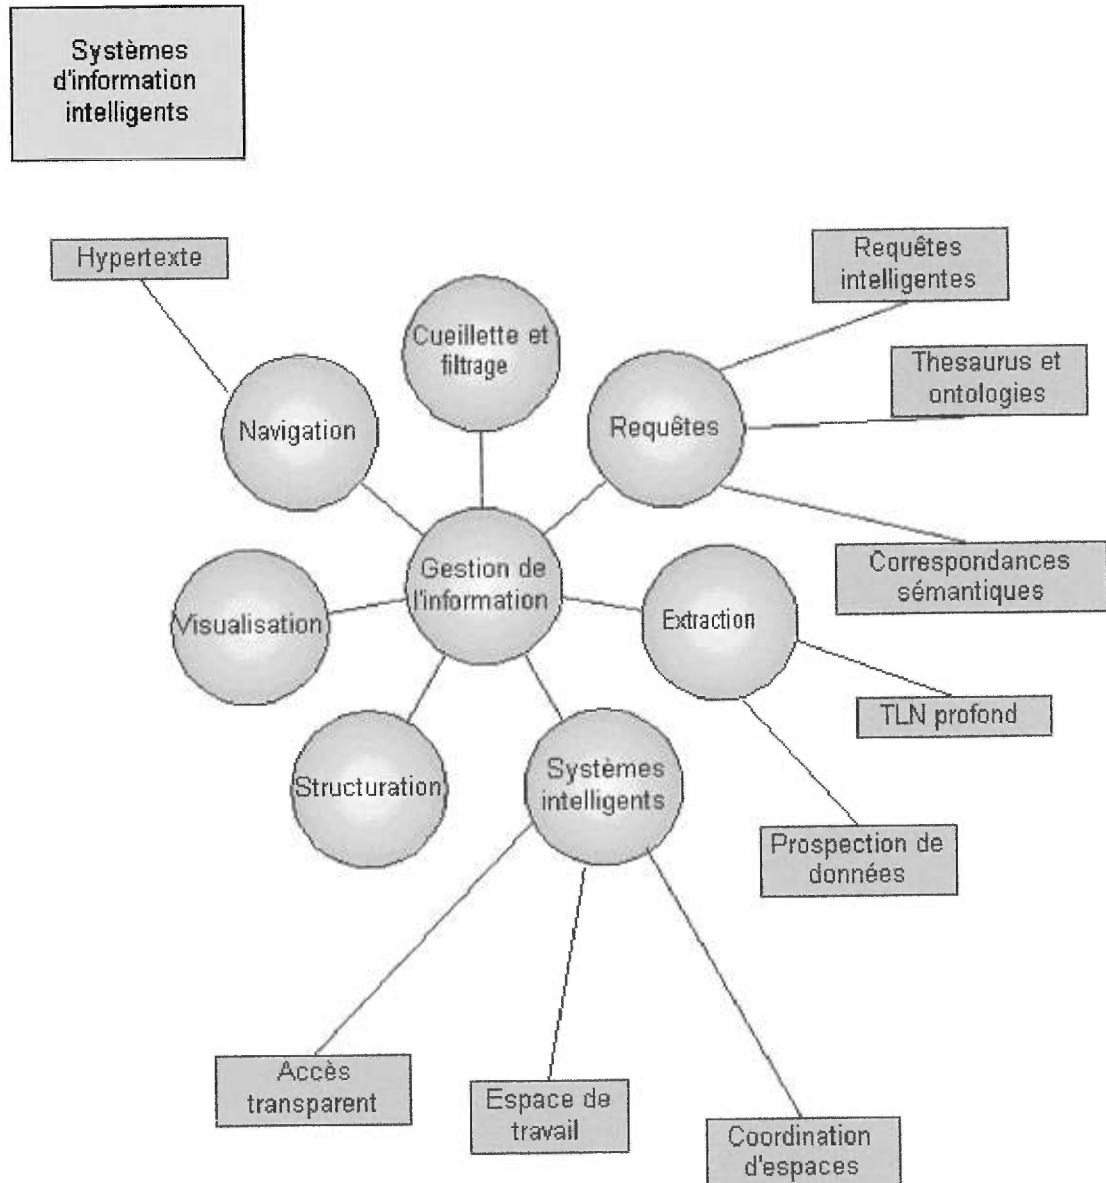 Systèmes
d'information
intelligents
Hypertexte
Requêtes
intelligentes
Cueillette et
filtrage
Thesaurus et
ontologies
Navigation
Requêtes
Correspondances
sémantiques
Gestion de
l'information
Extraction
Visualisation
TLN profond
Structuration
Systèmes
intelligents
Prospection de
données
Accès
transparent
Espace de
travail
Coordination
d'espaces